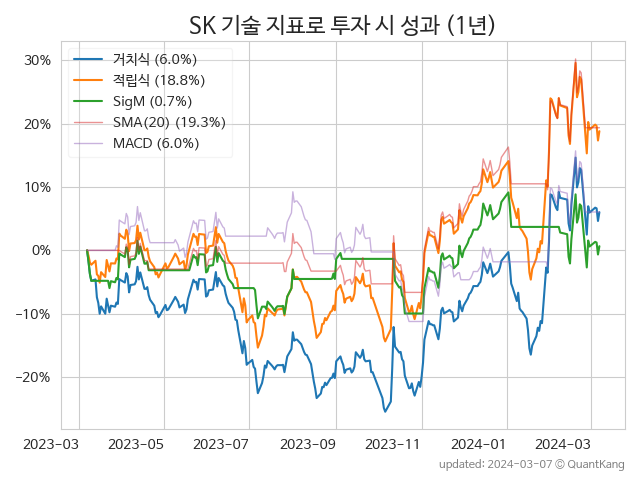 SK 기술 지표로 투자 시 성과 (1년)
30%
20%
10%
0%
−10%
−20%
거치식 (6.0%)
적립식 (18.8%)
SigM (0.7%)
SMA(20) (19.3%)
MACD (6.0%)
2023-03
2023-05
2023-07
2023-09
2023-11
2024-01
2024-03
updated: 2024-03-07 © QuantKang